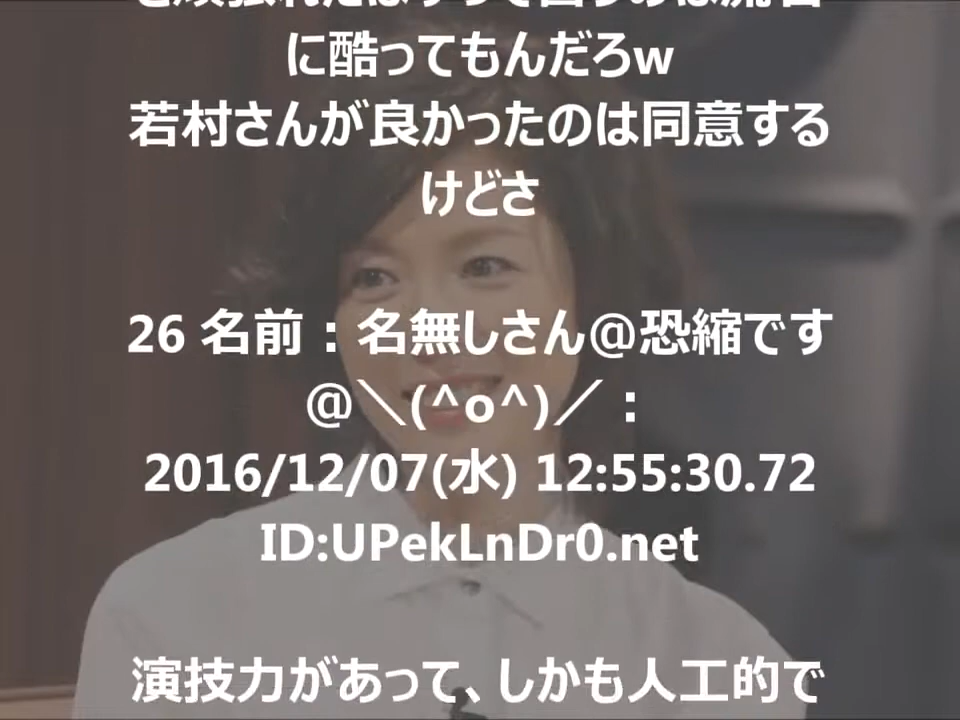 に酷ってもんだろw
若村さんが良かったのは同意する
けどさ
26 名前：名無しさん@恐縮です
@＼(^o^)／：
2016/12/07(水) 12:55:30.72
ID:UPekLnDr0.net
演技力があって、しかも人工的で